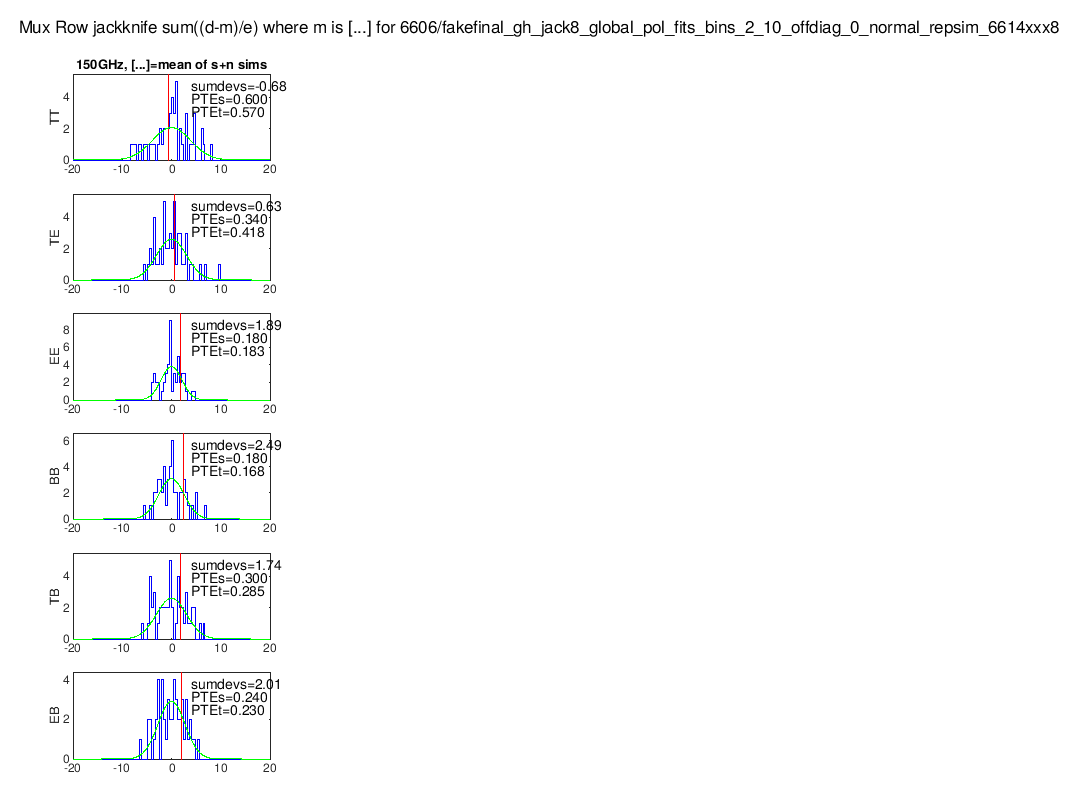 Mux Row jackknife sum((d-m)/e) where m is [...] for 6606/fakefinal_gh_jack8_global_pol_fits_bins_2_10_offdiag_0_normal_repsim_6614xxx8
150GHz, [...]=mean of s+n sims
sumdevs=-0.68
PTEs=0.600
PTEt=0.570
TT
4
2
0
-20 -10 0 10 20
sumdevs=0.63
PTEs=0.340
PTEt=0.418
TE
4
2
0
-20 -10 0 10 20
sumdevs=1.89
PTEs=0.180
PTEt=0.183
EE
8
6
4
2
0
-20 -10 0 10 20
sumdevs=2.49
PTEs=0.180
PTEt=0.168
BB
6
4
2
0
-20 -10 0 10 20
sumdevs=1.74
PTEs=0.300
PTEt=0.285
TB
4
2
0
-20 -10 0 10 20
sumdevs=2.01
PTEs=0.240
PTEt=0.230
EB
4
2
0
-20 -10 0 10 20